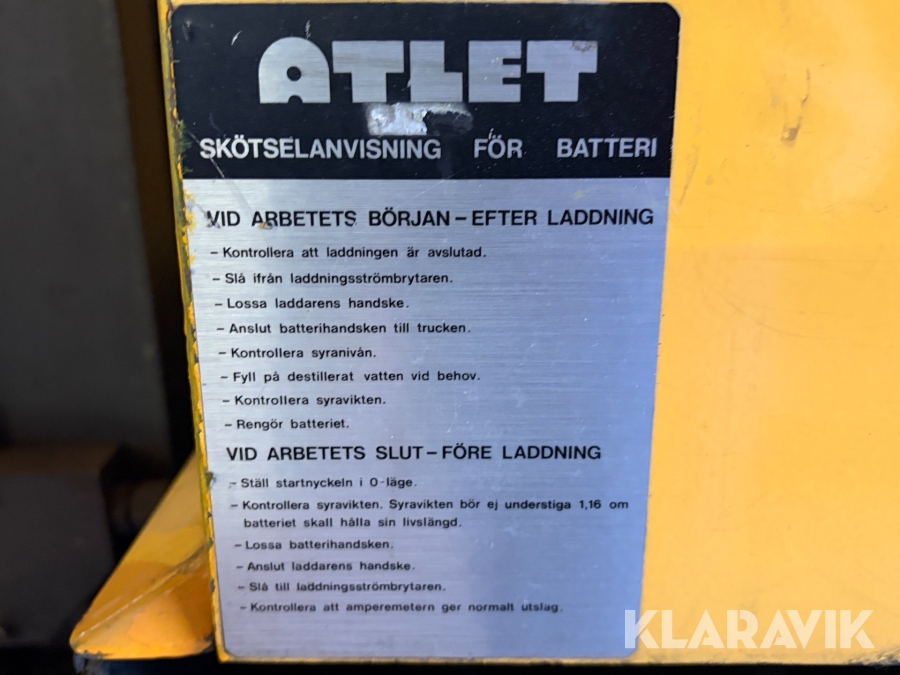 ATLET
SKÖTSELANVISNING FÖR BATTERI
VID ARBETETS BÖRJAN – EFTER LADDNING
– Kontrollera att laddningen är avslutad.
– Slå ifrån laddningsströmbrytaren.
– Lossa laddarens handske.
– Anslut batterihandsken till trucken.
– Kontrollera syranivån.
– Fyll på destillerat vatten vid behov.
– Kontrollera syravikten.
– Rengör batteriet.
VID ARBETETS SLUT – FÖRE LADDNING
– Ställ startnyckeln i 0-läge.
– Kontrollera syravikten. Syravikten bör ej understiga 1,16 om
batteriet skall hålla sin livslängd.
– Lossa batterihandsken.
– Anslut laddarens handske.
– Slå till laddningsströmbrytaren.
– Kontrollera att amperemetern ger normalt utslag.
KLARAVIK